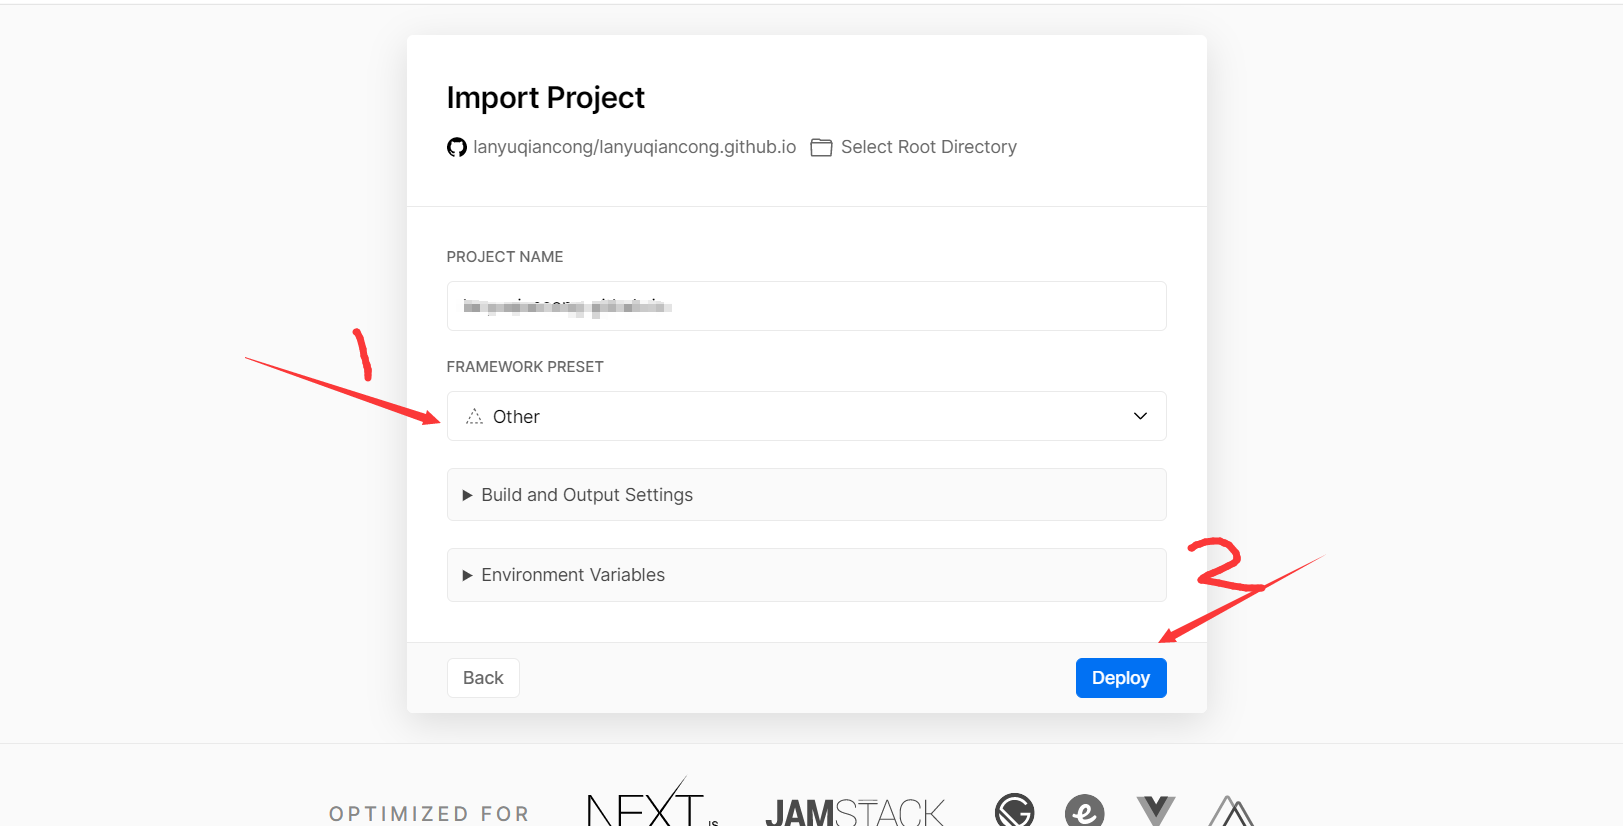 Import Project
lanyuqiancong/lanyuqiancong.github.io Select Root Directory
PROJECT NAME
FRAMEWORK PRESET
1
Other
Build and Output Settings
Environment Variables
2
Back
Deploy
OPTIMIZED FOR
NEXT.JS
JAMSTACK